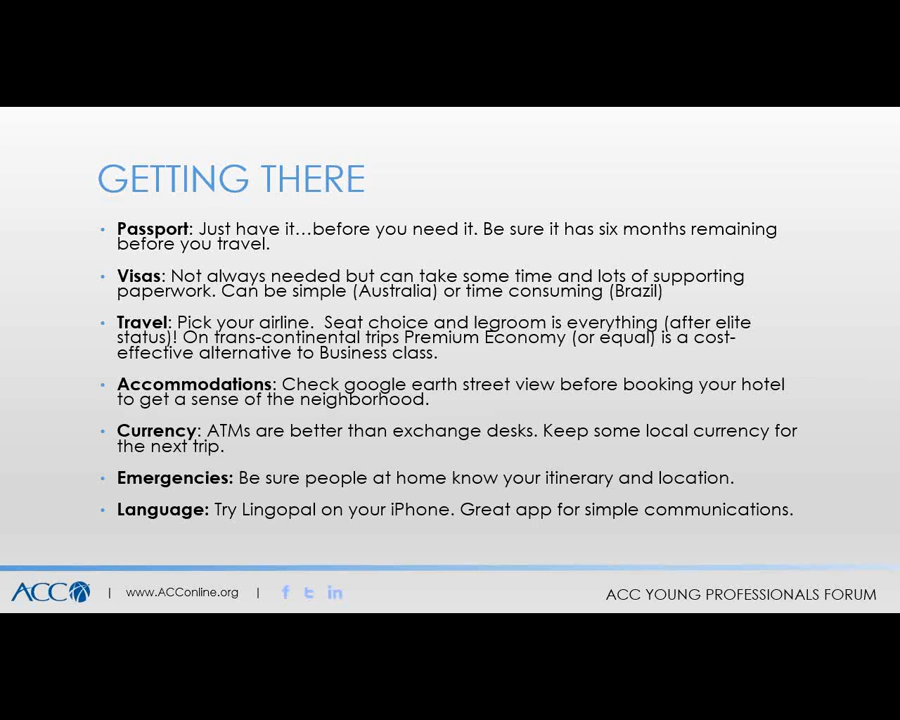 GETTING THERE
• Passport: Just have it…before you need it. Be sure it has six months remaining
before you travel.
• Visas: Not always needed but can take some time and lots of supporting
paperwork. Can be simple (Australia) or time consuming (Brazil)
• Travel: Pick your airline.  Seat choice and legroom is everything (after elite
status)! On trans-continental trips Premium Economy (or equal) is a cost-
effective alternative to Business class.
• Accommodations: Check google earth street view before booking your hotel
to get a sense of the neighborhood.
• Currency: ATMs are better than exchange desks. Keep some local currency for
the next trip.
• Emergencies: Be sure people at home know your itinerary and location.
• Language: Try Lingopal on your iPhone. Great app for simple communications.
ACC | www.ACConline.org | f t in
ACC YOUNG PROFESSIONALS FORUM